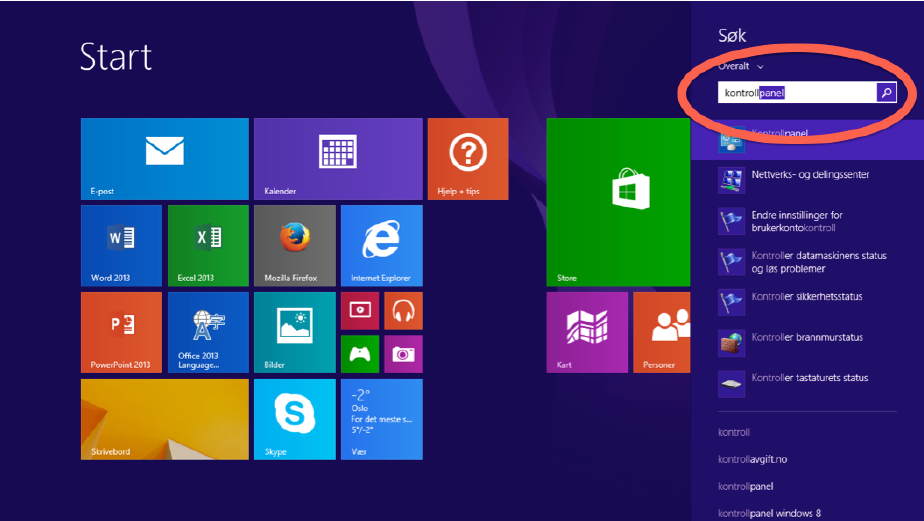 Start
E-post
Kalender
Hjelp + tips
W
Word 2013
X
Excel 2013
Mozilla Firefox
Internet Explorer
P
PowerPoint 2013
Office 2013
Language...
Bilder
Skrivebord
S
Skype
-2°
Oslo
For det meste s...
5°/-2°
Vær
Store
Kart
Personer
Søk
Overalt
kontrollpanel
Kontrollpanel
Nettverks- og delingssenter
Endre innstillinger for
brukerkontokontroll
Kontroller datamaskinens status
og løs problemer
Kontroller sikkerhetsstatus
Kontroller brannmurstatus
Kontroller tastaturets status
kontroll
kontrollavgift.no
kontrollpanel
kontrollpanel windows 8